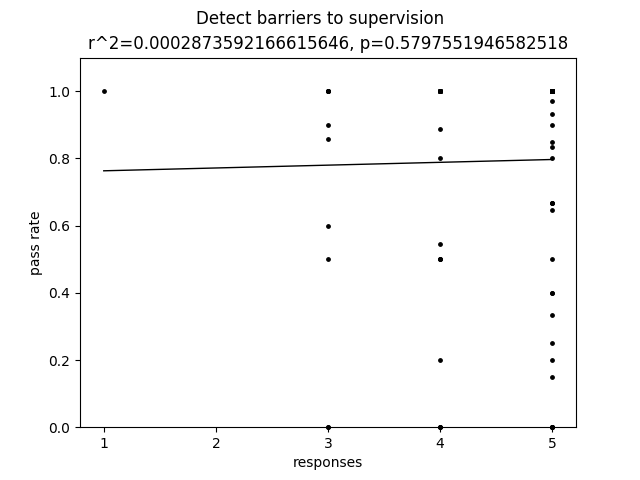 Detect barriers to supervision
r^2=0.0002873592166615646, p=0.5797551946582518
1.0
0.8
0.6
0.4
0.2
0.0
pass rate
1 2 3 4 5
responses